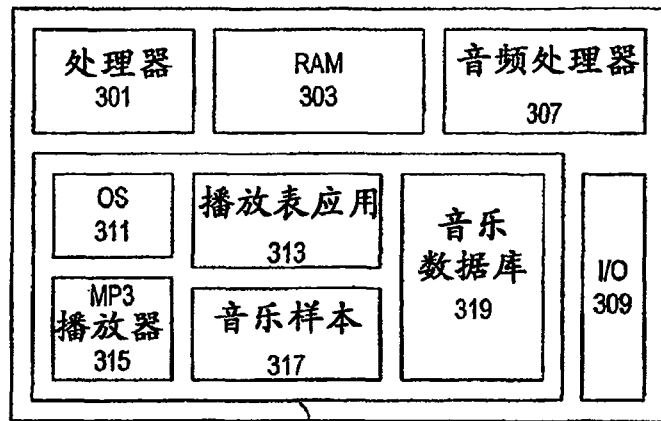 处理器
301
RAM
303
音频处理器
307
OS
311
播放表应用
313
音乐
数据库
319
I/O
309
MP3
播放器
315
音乐样本
317